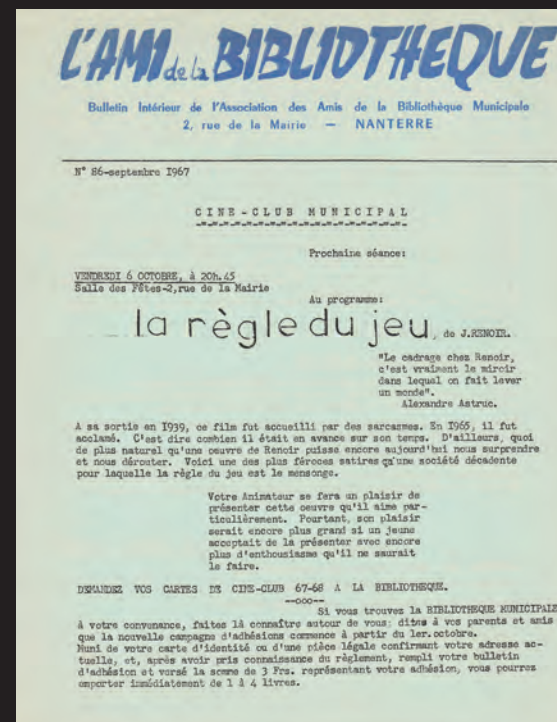 L'AMI de la BIBLIOTHEQUE
Bulletin Intérieur de l'Association des Amis de la Bibliothèque Municipale
2, rue de la Mairie — NANTERRE
N° 86-septembre I967
CINE-CLUB MUNICIPAL
Prochaine séance:
VENDREDI 6 OCTOBRE, à 20h.45
Salle des Fêtes-2,rue de la Mairie
Au programme:
la règle du jeu, de J.RENOIR.
"Le cadrage chez Renoir,
c'est vraiment le miroir
dans lequel on fait lever
un monde".
Alexandre Astruc.
A sa sortie en I939, ce film fut accueilli par des sarcasmes. En I965, il fut
acclamé. C'est dire combien il était en avance sur son temps. D'ailleurs, quoi
de plus naturel qu'une oeuvre de Renoir puisse encore aujourd'hui nous surprendre
et nous dérouter. Voici une des plus féroces satires qu'une société décadente
pour laquelle la règle du jeu est le mensonge.
Votre Animateur se fera un plaisir de
présenter cette oeuvre qu'il aime par-
ticulièrement. Pourtant, son plaisir
serait encore plus grand si un jeune
acceptait de la présenter avec encore
plus d'enthousiasme qu'il ne saurait
le faire.
DEMANDEZ VOS CARTES DE CINE-CLUB 67-68 A LA BIBLIOTHEQUE.
--ooo--
Si vous trouvez la BIBLIOTHEQUE MUNICIPALE
à votre convenance, faites là connaître autour de vous: dites à vos parents et amis
que la nouvelle campagne d'adhésions commence à partir du 1er.octobre.
Muni de votre carte d'identité ou d'une pièce légale confirmant votre adresse ac-
tuelle, et, après avoir pris connaissance du règlement, rempli votre bulletin
d'adhésion et versé la somme de 3 Frs. représentant votre adhésion, vous pourrez
emporter immédiatement de 1 à 4 livres.